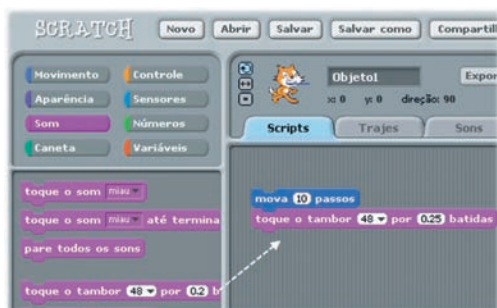 SCRATCH Novo Abrir Salvar Salvar como
Movimento Controle
Aparência Sensores
Som Números
Caneta Variáveis
Objeto1
x: 0 y: 0 direção: 90
Scripts Trajes Sons
toque o som miau
toque o som miau até termina
pare todos os sons
toque o tambor 48 por 0.2 b
mova 10 passos
toque o tambor 48 por 0.25 batidas